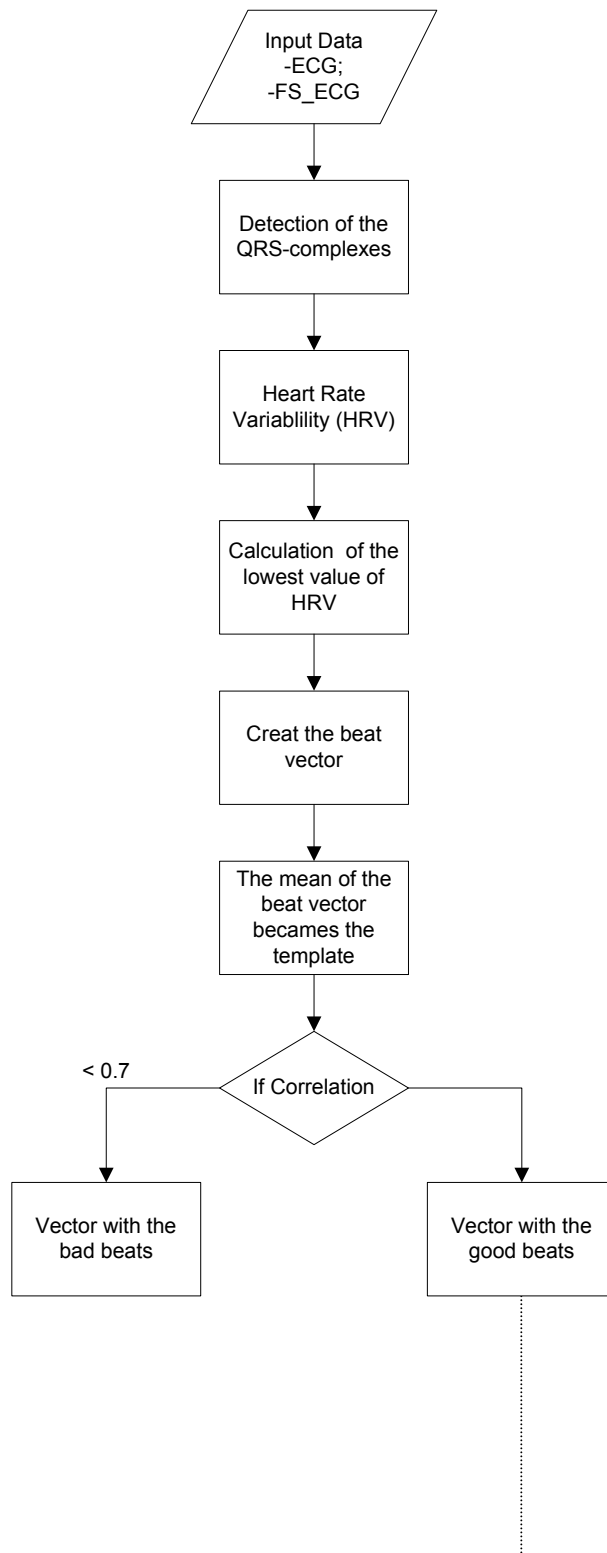 Input Data
-ECG;
-FS_ECG
Detection of the
QRS-complexes
Heart Rate
Variablility (HRV)
Calculation of the
lowest value of
HRV
Creat the beat
vector
The mean of the
beat vector
becames the
template
If Correlation
< 0.7
Vector with the
bad beats
Vector with the
good beats